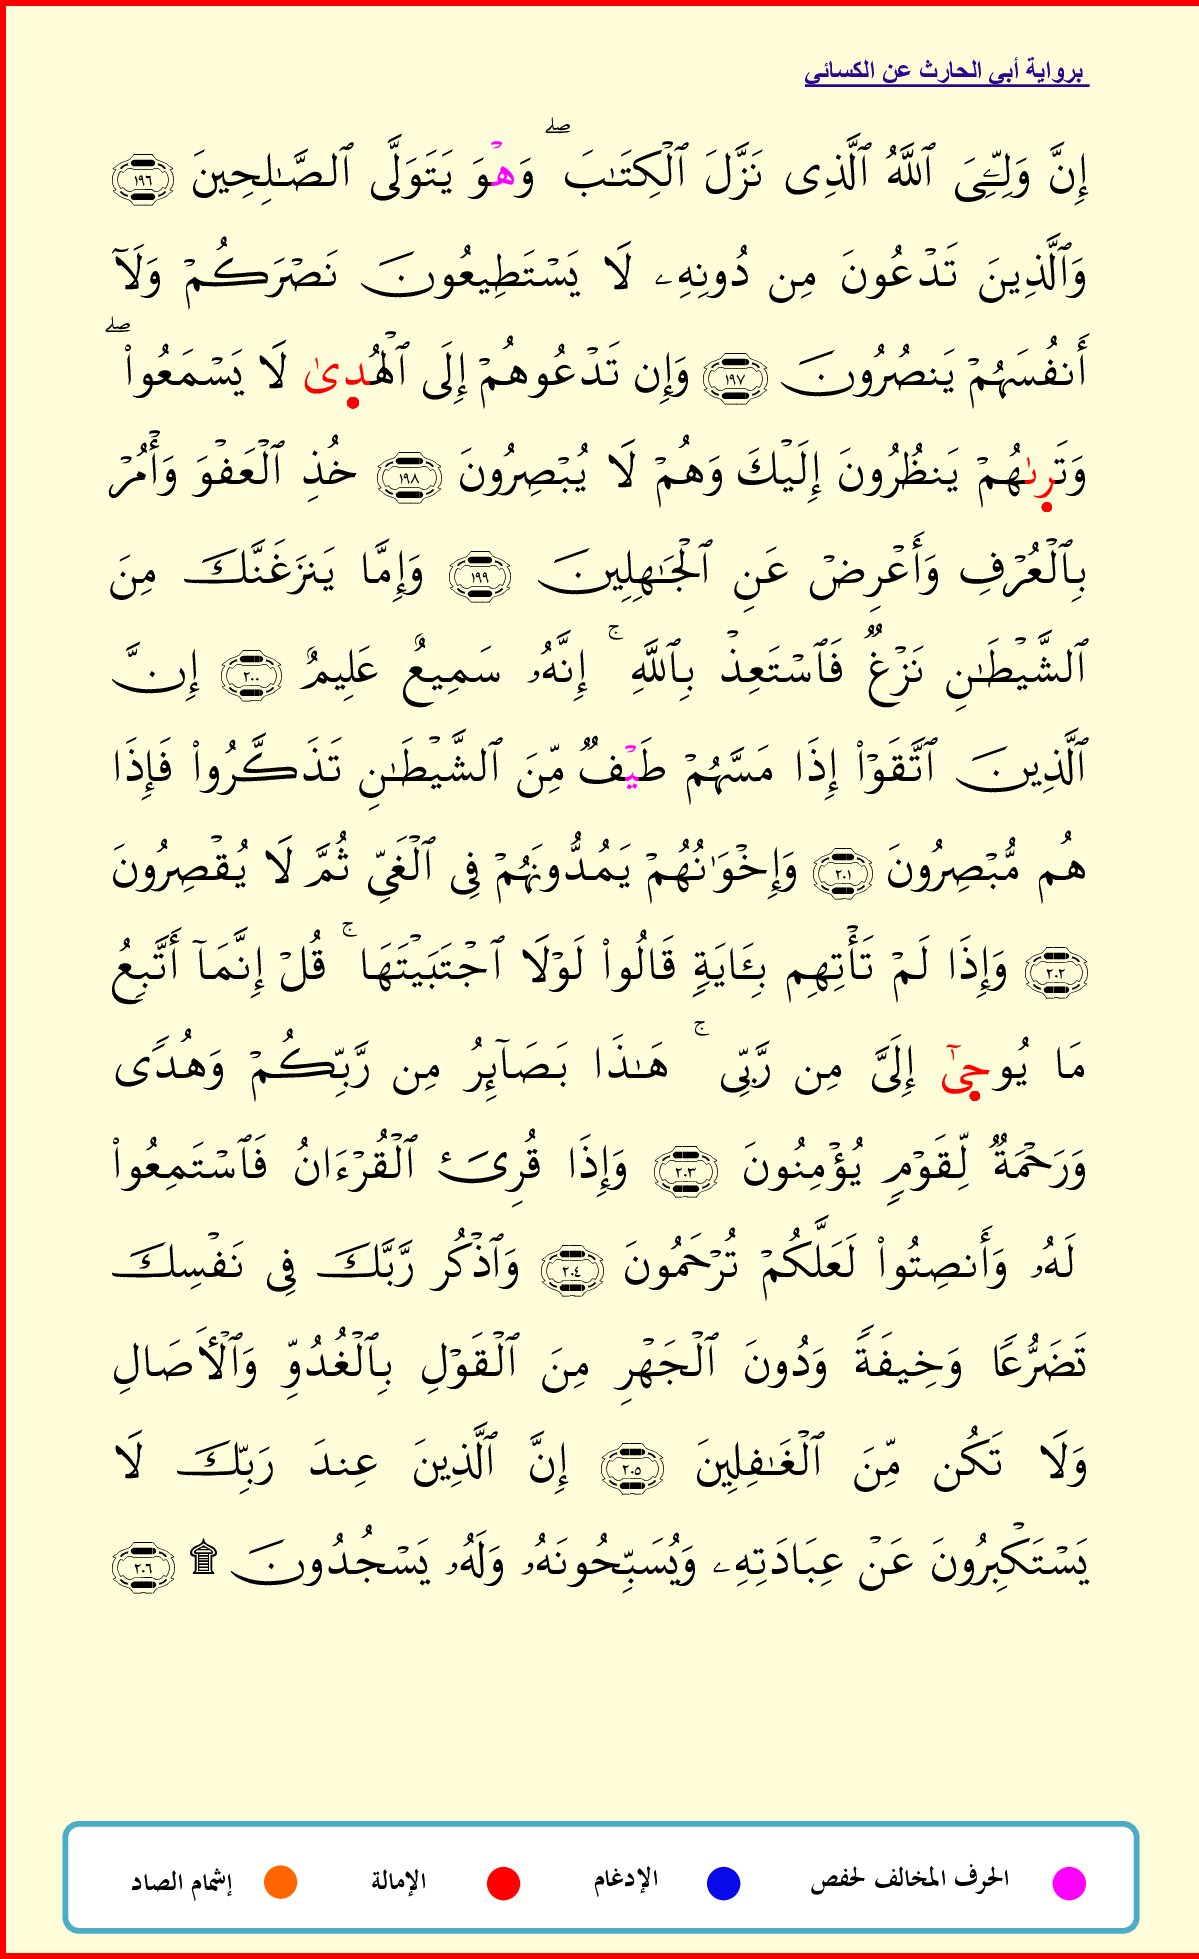 برواية أبي الحارث عن الكسائي
إِنَّ وَلِـِّۧيَ ٱللَّهُ ٱلَّذِى نَزَّلَ ٱلْكِتَٰبَ ۖ وَهْوَ يَتَوَلَّى ٱلصَّٰلِحِينَ ١٩٦
وَٱلَّذِينَ تَدْعُونَ مِن دُونِهِۦ لَا يَسْتَطِيعُونَ نَصْرَكُمْ وَلَآ
أَنفُسَهُمْ يَنصُرُونَ ١٩٧ وَإِن تَدْعُوهُمْ إِلَى ٱلْهُدِىٰ لَا يَسْمَعُوا۟ ۖ
وَتَرِىٰهُمْ يَنظُرُونَ إِلَيْكَ وَهُمْ لَا يُبْصِرُونَ ١٩٨ خُذِ ٱلْعَفْوَ وَأْمُرْ
بِٱلْعُرْفِ وَأَعْرِضْ عَنِ ٱلْجَٰهِلِينَ ١٩٩ وَإِمَّا يَنزَغَنَّكَ مِنَ
ٱلشَّيْطَٰنِ نَزْغٌ فَٱسْتَعِذْ بِٱللَّهِ ۚ إِنَّهُۥ سَمِيعٌ عَلِيمٌ ٢٠٠ إِنَّ
ٱلَّذِينَ ٱتَّقَوْا۟ إِذَا مَسَّهُمْ طَيْفٌ مِّنَ ٱلشَّيْطَٰنِ تَذَكَّرُوا۟ فَإِذَا
هُم مُّبْصِرُونَ ٢٠١ وَإِخْوَٰنُهُمْ يَمُدُّونَهُمْ فِى ٱلْغَىِّ ثُمَّ لَا يُقْصِرُونَ
٢٠٢ وَإِذَا لَمْ تَأْتِهِم بِـَٔايَةٍ قَالُوا۟ لَوْلَا ٱجْتَبَيْتَهَا ۚ قُلْ إِنَّمَآ أَتَّبِعُ
مَا يُوحِىٰٓ إِلَىَّ مِن رَّبِّى ۚ هَٰذَا بَصَآئِرُ مِن رَّبِّكُمْ وَهُدًى
وَرَحْمَةٌ لِّقَوْمٍ يُؤْمِنُونَ ٢٠٣ وَإِذَا قُرِئَ ٱلْقُرْءَانُ فَٱسْتَمِعُوا۟
لَهُۥ وَأَنصِتُوا۟ لَعَلَّكُمْ تُرْحَمُونَ ٢٠٤ وَٱذْكُر رَّبَّكَ فِى نَفْسِكَ
تَضَرُّعًا وَخِيفَةً وَدُونَ ٱلْجَهْرِ مِنَ ٱلْقَوْلِ بِٱلْغُدُوِّ وَٱلْأَصَالِ
وَلَا تَكُن مِّنَ ٱلْغَٰفِلِينَ ٢٠٥ إِنَّ ٱلَّذِينَ عِندَ رَبِّكَ لَا
يَسْتَكْبِرُونَ عَنْ عِبَادَتِهِۦ وَيُسَبِّحُونَهُۥ وَلَهُۥ يَسْجُدُونَ ۩ ٢٠٦
الحرف المخالف لحفص الإدغام الإمالة إشمام الصاد